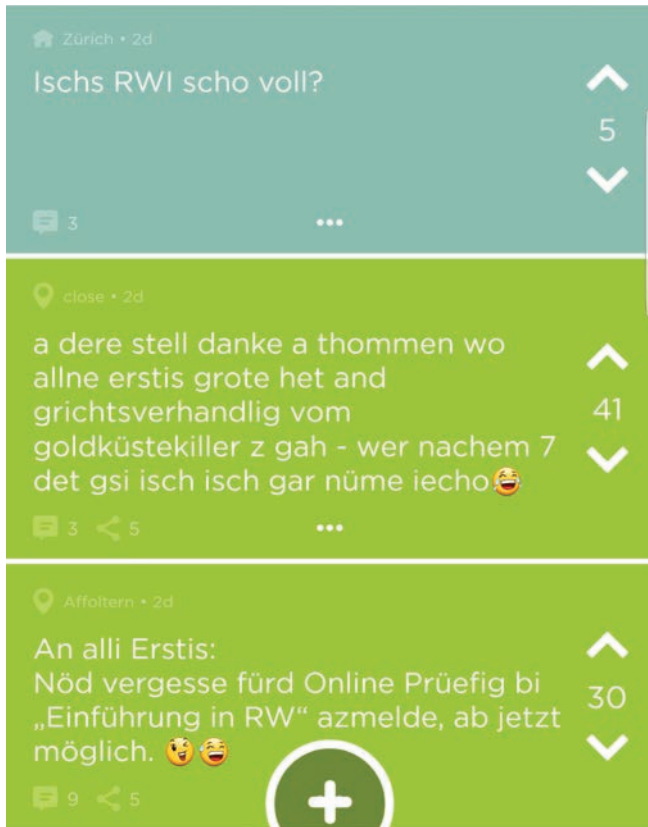 Zürich • 2d
Ischs RWI scho voll?
5
3
close • 2d
a dere stell danke a thommen wo
allne erstis grote het and
grichtsverhandlig vom
goldküstekiller z gah - wer nachem 7
det gsi isch isch gar nüme iecho😂
41
3 5
Affoltern • 2d
An alli Erstis:
Nöd vergesse fürd Online Prüefig bi
„Einführung in RW“ azmelde, ab jetzt
möglich. 😜😂
30
9 5